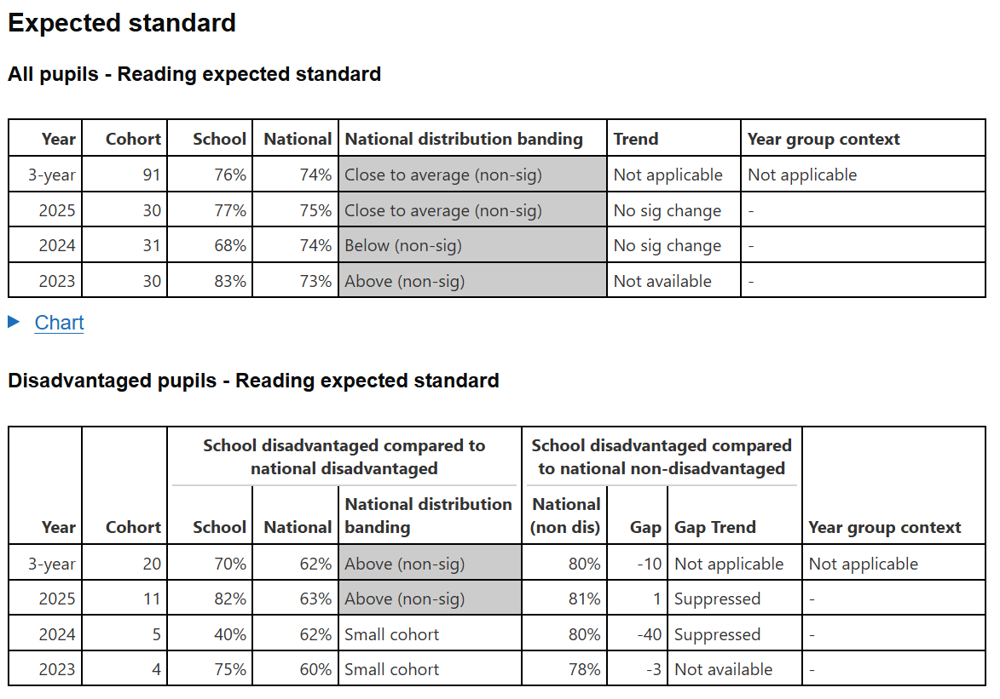 Expected standard
All pupils - Reading expected standard
Year Cohort School National National distribution banding Trend Year group context
3-year 91 76% 74% Close to average (non-sig) Not applicable Not applicable
2025 30 77% 75% Close to average (non-sig) No sig change -
2024 31 68% 74% Below (non-sig) No sig change -
2023 30 83% 73% Above (non-sig) Not available -
Chart
Disadvantaged pupils - Reading expected standard
School disadvantaged compared to
national disadvantaged
School disadvantaged compared
to national non-disadvantaged
Year Cohort School National
National distribution
banding
National
(non dis)
Gap Gap Trend Year group context
3-year 20 70% 62% Above (non-sig) 80% -10 Not applicable Not applicable
2025 11 82% 63% Above (non-sig) 81% 1 Suppressed -
2024 5 40% 62% Small cohort 80% -40 Suppressed -
2023 4 75% 60% Small cohort 78% -3 Not available -